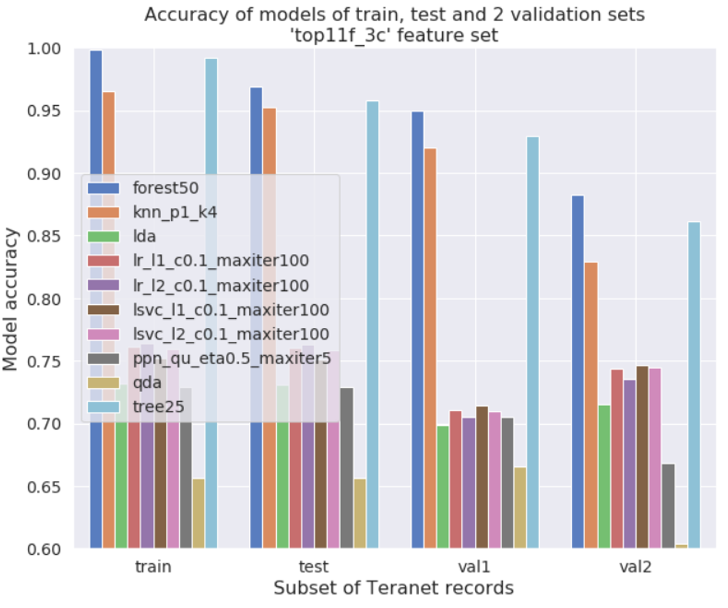 Accuracy of models of train, test and 2 validation sets
'top11f_3c' feature set
Model accuracy
1.00
0.95
0.90
0.85
0.80
0.75
0.70
0.65
0.60
forest50
knn_p1_k4
lda
lr_l1_c0.1_maxiter100
lr_l2_c0.1_maxiter100
lsvc_l1_c0.1_maxiter100
lsvc_l2_c0.1_maxiter100
ppn_qu_eta0.5_maxiter5
qda
tree25
train
test
val1
val2
Subset of Teranet records